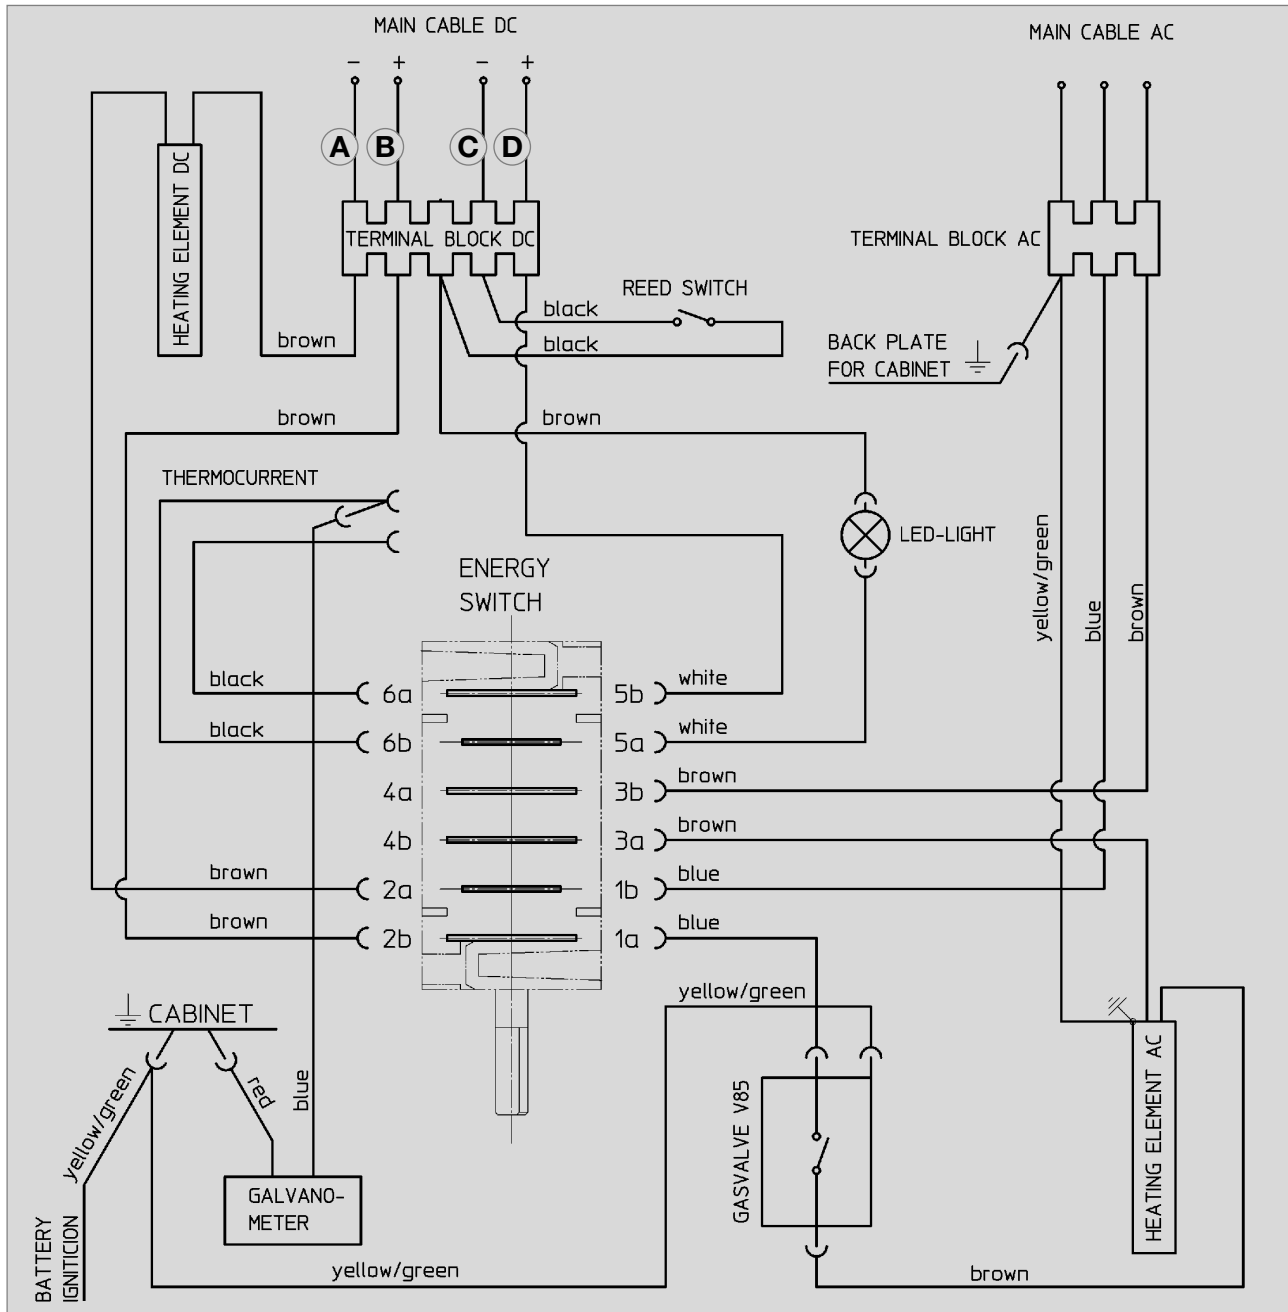 MAIN CABLE DC
MAIN CABLE AC
− + − +
A B C D
HEATING ELEMENT DC
TERMINAL BLOCK DC
TERMINAL BLOCK AC
REED SWITCH
black
black
brown
BACK PLATE
FOR CABINET
brown
brown
THERMOCURRENT
LED-LIGHT
yellow/green
blue
brown
ENERGY
SWITCH
black 6a 5b white
black 6b 5a white
4a 3b brown
4b 3a brown
brown 2a 1b blue
brown 2b 1a blue
yellow/green
CABINET
yellow/green
red
blue
GASVALVE V85
HEATING ELEMENT AC
GALVANO-
METER
BATTERY
IGNITICION
yellow/green
brown